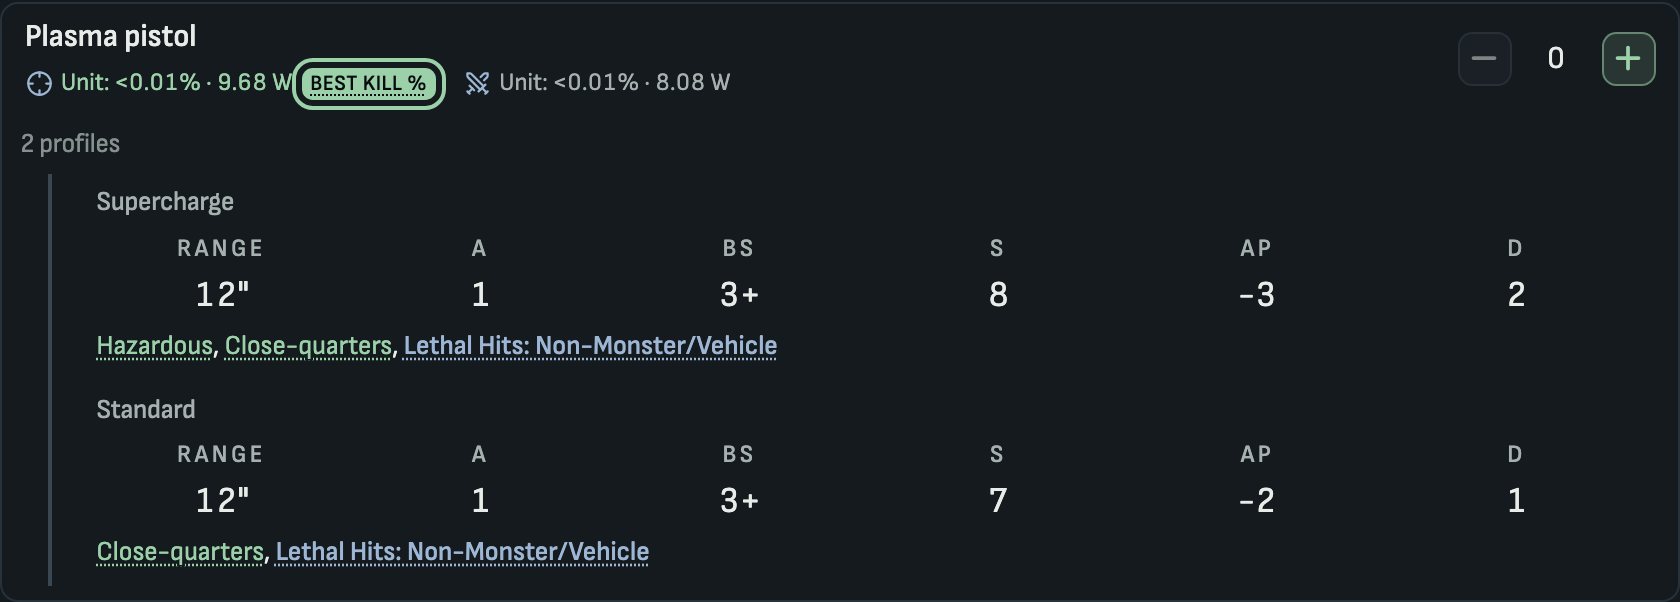 Plasma pistol
Unit: <0.01% · 9.68 W BEST KILL % Unit: <0.01% · 8.08 W
0
2 profiles
Supercharge
RANGE A BS S AP D
12" 1 3+ 8 -3 2
Hazardous, Close-quarters, Lethal Hits: Non-Monster/Vehicle
Standard
RANGE A BS S AP D
12" 1 3+ 7 -2 1
Close-quarters, Lethal Hits: Non-Monster/Vehicle